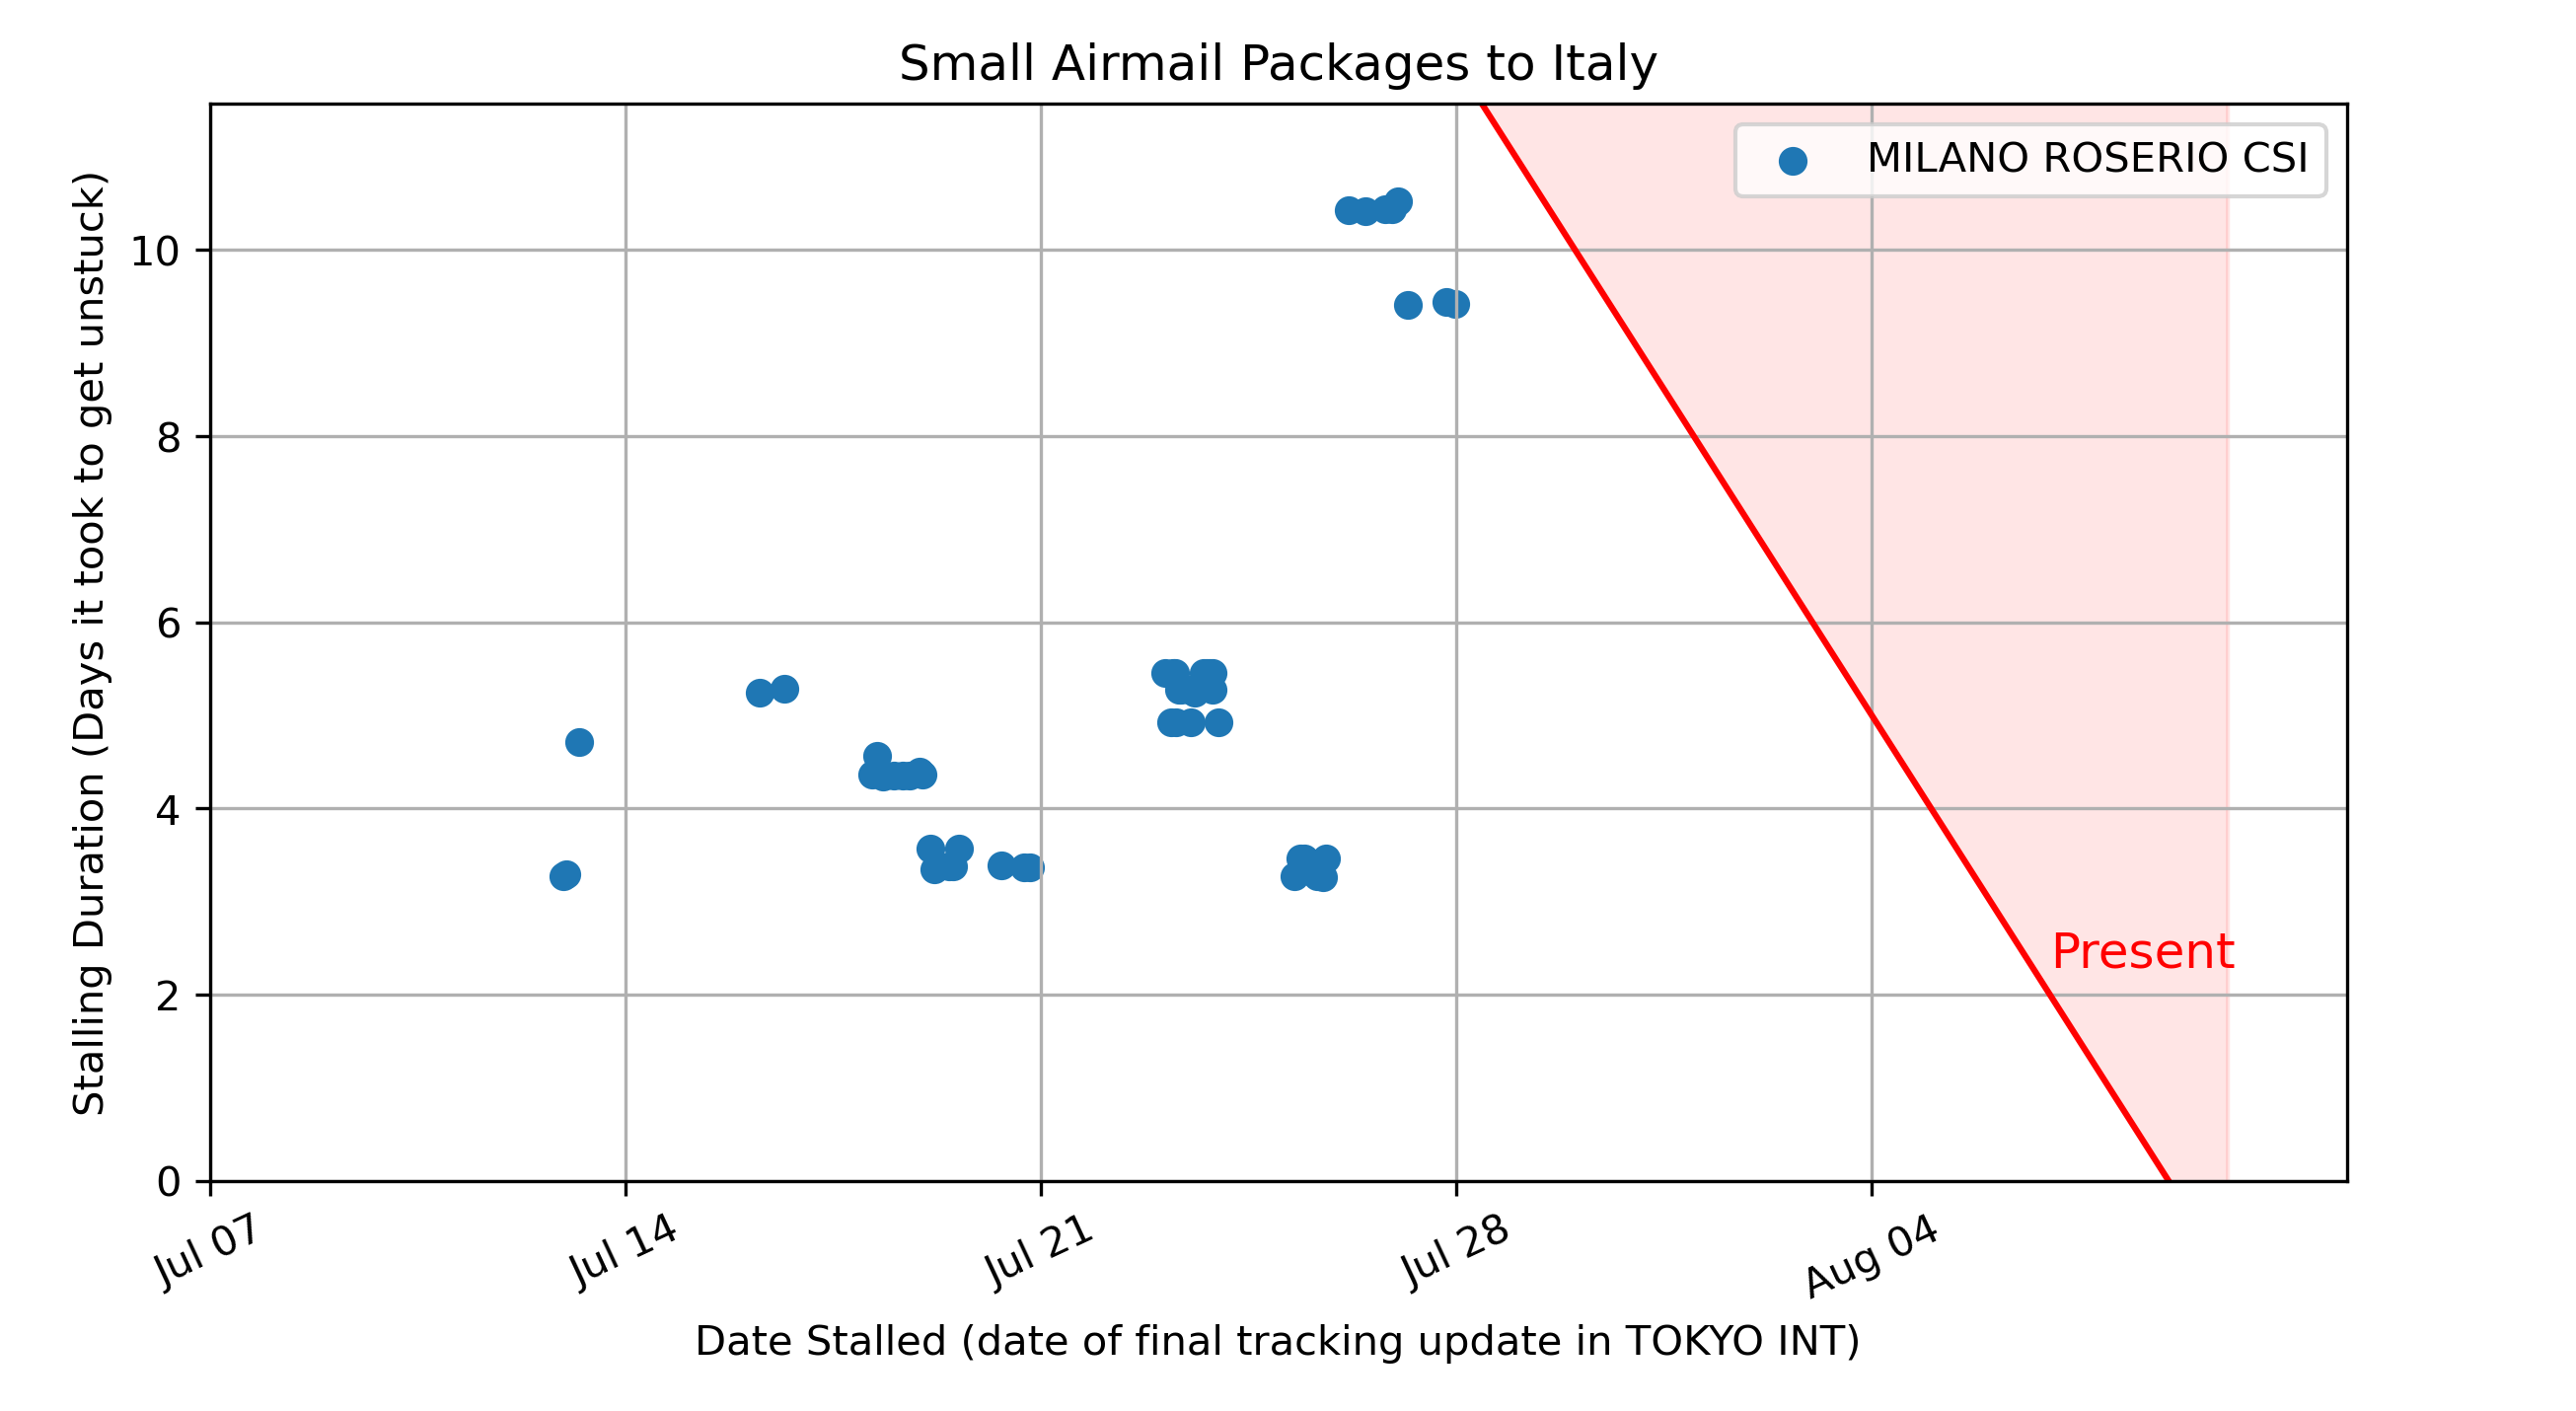 Small Airmail Packages to Italy
MILANO ROSERIO CSI
Stalling Duration (Days it took to get unstuck)
10
8
6
4
2
0
Present
Jul 07
Jul 14
Jul 21
Jul 28
Aug 04
Date Stalled (date of final tracking update in TOKYO INT)